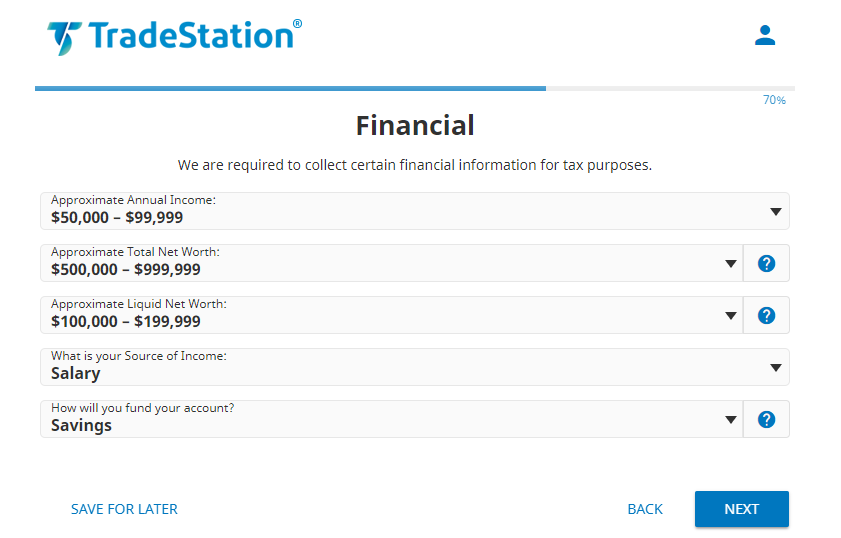 TradeStation®
70%
Financial
We are required to collect certain financial information for tax purposes.
Approximate Annual Income:
$50,000 – $99,999
Approximate Total Net Worth:
$500,000 – $999,999
?
Approximate Liquid Net Worth:
$100,000 – $199,999
?
What is your Source of Income:
Salary
How will you fund your account?
Savings
?
SAVE FOR LATER BACK NEXT